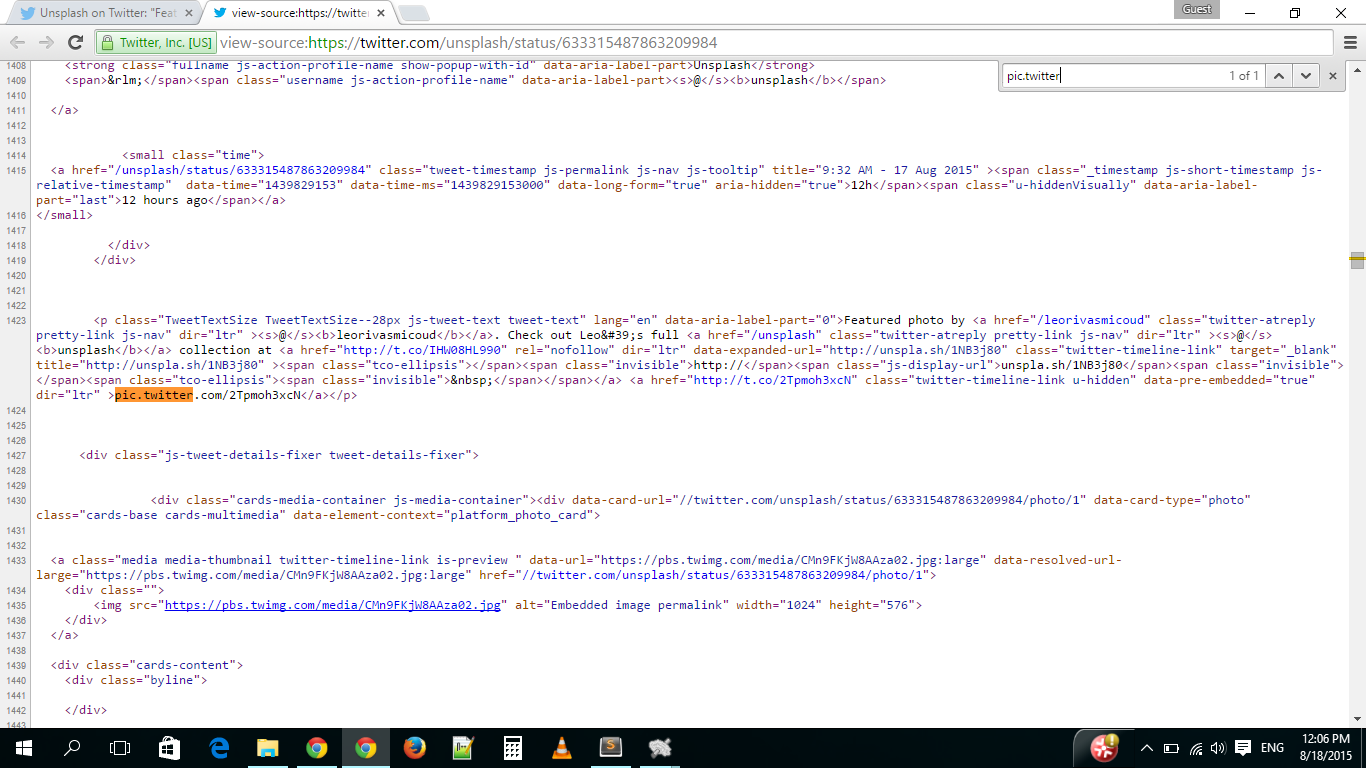 Unsplash on Twitter: "Feat
view-source:https://twitte
Guest
Twitter, Inc. [US]
view-source:https://twitter.com/unsplash/status/633315487863209984
pic.twitter
1 of 1
1408 <strong class="fullname js-action-profile-name show-popup-with-id" data-aria-label-part>Unsplash</strong>
1409 <span>&rlm;</span><span class="username js-action-profile-name" data-aria-label-part><s>@</s><b>unsplash</b></span>
1410
1411 </a>
1412
1413
1414 <small class="time">
1415 <a href="/unsplash/status/633315487863209984" class="tweet-timestamp js-permalink js-nav js-tooltip" title="9:32 AM - 17 Aug 2015" ><span class="_timestamp js-short-timestamp js-
relative-timestamp"  data-time="1439829153" data-time-ms="1439829153000" data-long-form="true" aria-hidden="true">12h</span><span class="u-hiddenVisually" data-aria-label-
part="last">12 hours ago</span></a>
1416 </small>
1417
1418 </div>
1419 </div>
1420
1421
1422
1423 <p class="TweetTextSize TweetTextSize--28px js-tweet-text tweet-text" lang="en" data-aria-label-part="0">Featured photo by <a href="/leorivasmicoud" class="twitter-atreply
pretty-link js-nav" dir="ltr" ><s>@</s><b>leorivasmicoud</b></a>. Check out Leo&#39;s full <a href="/unsplash" class="twitter-atreply pretty-link js-nav" dir="ltr" ><s>@</s>
<b>unsplash</b></a> collection at <a href="http://t.co/IHW08HL990" rel="nofollow" dir="ltr" data-expanded-url="http://unspla.sh/1NB3j80" class="twitter-timeline-link" target="_blank"
title="http://unspla.sh/1NB3j80" ><span class="tco-ellipsis"></span><span class="invisible">http://</span><span class="js-display-url">unspla.sh/1NB3j80</span><span class="invisible">
</span><span class="tco-ellipsis"><span class="invisible">&nbsp;</span></span></a> <a href="http://t.co/2Tpmoh3xcN" class="twitter-timeline-link u-hidden" data-pre-embedded="true"
dir="ltr" >pic.twitter.com/2Tpmoh3xcN</a></p>
1424
1425
1426
1427 <div class="js-tweet-details-fixer tweet-details-fixer">
1428
1429
1430 <div class="cards-media-container js-media-container"><div data-card-url="//twitter.com/unsplash/status/633315487863209984/photo/1" data-card-type="photo"
class="cards-base cards-multimedia" data-element-context="platform_photo_card">
1431
1432
1433 <a class="media media-thumbnail twitter-timeline-link is-preview " data-url="https://pbs.twimg.com/media/CMn9FKjW8AAza02.jpg:large" data-resolved-url-
large="https://pbs.twimg.com/media/CMn9FKjW8AAza02.jpg:large" href="//twitter.com/unsplash/status/633315487863209984/photo/1">
1434 <div class="">
1435 <img src="https://pbs.twimg.com/media/CMn9FKjW8AAza02.jpg" alt="Embedded image permalink" width="1024" height="576">
1436 </div>
1437 </a>
1438
1439 <div class="cards-content">
1440 <div class="byline">
1441
1442 </div>
1443
ENG
12:06 PM
8/18/2015